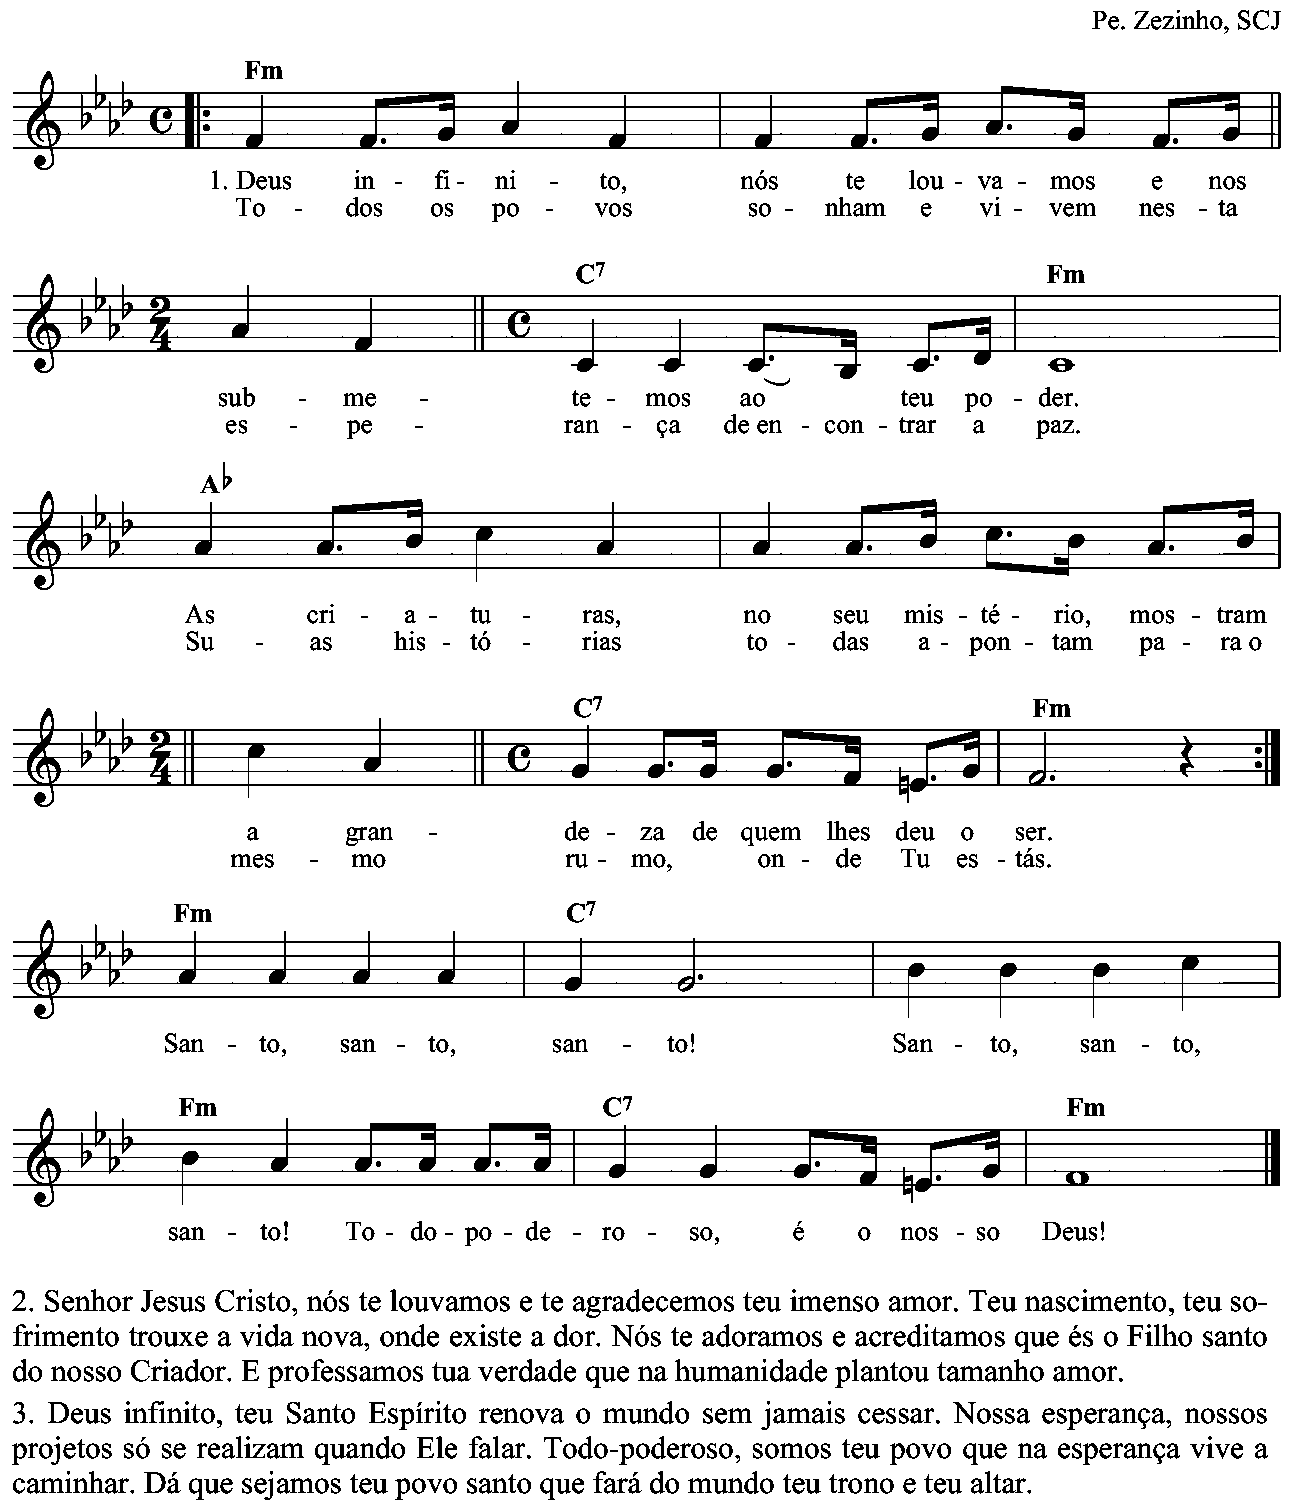 Pe. Zezinho, SCJ
Fm
1. Deus in - fi - ni - to, nós te lou - va - mos e nos
To - dos os po - vos so - nham e vi - vem nes - ta
C7 Fm
sub - me - te - mos ao teu po - der.
es - pe - ran - ça de en - con - trar a paz.
A♭
As cri - a - tu - ras, no seu mis - té - rio, mos - tram
Su - as his - tó - rias to - das a - pon - tam pa - ra o
C7 Fm
a gran - de - za de quem lhes deu o ser.
mes - mo ru - mo, on - de Tu es - tás.
Fm C7
San - to, san - to, san - to! San - to, san - to,
Fm C7 Fm
san - to! To - do - po - de - ro - so, é o nos - so Deus!
2. Senhor Jesus Cristo, nós te louvamos e te agradecemos teu imenso amor. Teu nascimento, teu so-
frimento trouxe a vida nova, onde existe a dor. Nós te adoramos e acreditamos que és o Filho santo
do nosso Criador. E professamos tua verdade que na humanidade plantou tamanho amor.
3. Deus infinito, teu Santo Espírito renova o mundo sem jamais cessar. Nossa esperança, nossos
projetos só se realizam quando Ele falar. Todo-poderoso, somos teu povo que na esperança vive a
caminhar. Dá que sejamos teu povo santo que fará do mundo teu trono e teu altar.